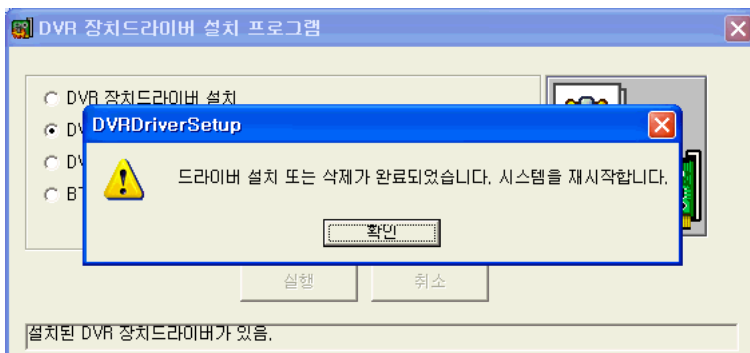 DVR 장치드라이버 설치 프로그램
DVR 장치드라이버 설치
DVRDriverSetup
드라이버 설치 또는 삭제가 완료되었습니다. 시스템을 재시작합니다.
확인
실행
취소
설치된 DVR 장치드라이버가 있음.